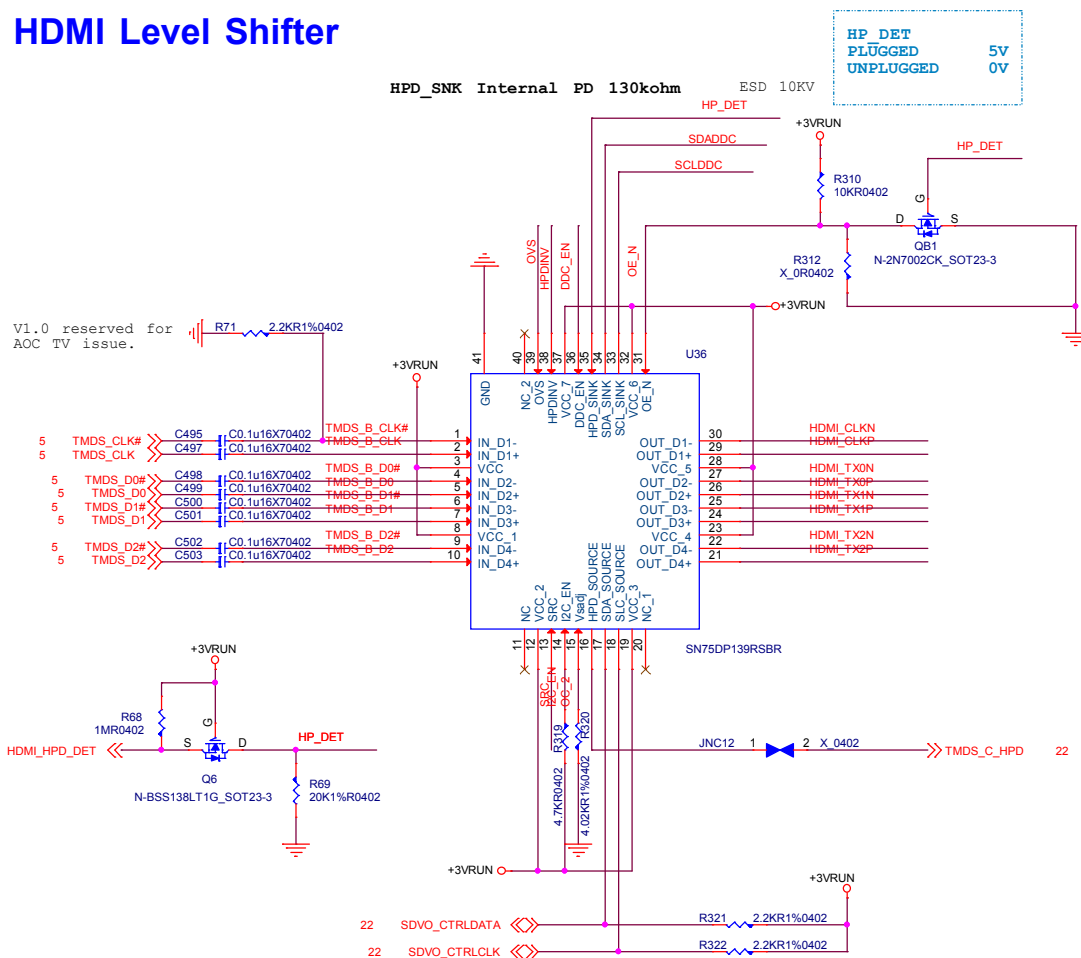 HDMI Level Shifter
HP_DET
PLUGGED 5V
UNPLUGGED 0V
HPD_SNK Internal PD 130kohm
ESD 10KV
HP_DET
SDADDC
SCLDDC
+3VRUN
R310
10KR0402
HP_DET
G
D
S
QB1
N-2N7002CK_SOT23-3
R312
X_0R0402
OVS
HPDINV
DDC_EN
OE_N
+3VRUN
V1.0 reserved for
AOC TV issue.
R71
2.2KR1%0402
+3VRUN
U36
41
40
39
38
37
36
35
34
33
32
31
GND
NC_2
OVS
HPDINV
VCC_7
DDC_EN
HPD_SINK
SDA_SINK
SCL_SINK
VCC_6
OE_N
5 TMDS_CLK# C495 C0.1u16X70402 TMDS_B_CLK# 1 IN_D1-
5 TMDS_CLK C497 C0.1u16X70402 TMDS_B_CLK 2 IN_D1+
3 VCC
5 TMDS_D0# C498 C0.1u16X70402 TMDS_B_D0# 4 IN_D2-
5 TMDS_D0 C499 C0.1u16X70402 TMDS_B_D0 5 IN_D2+
5 TMDS_D1# C500 C0.1u16X70402 TMDS_B_D1# 6 IN_D3-
5 TMDS_D1 C501 C0.1u16X70402 TMDS_B_D1 7 IN_D3+
8 VCC_1
5 TMDS_D2# C502 C0.1u16X70402 TMDS_B_D2# 9 IN_D4-
5 TMDS_D2 C503 C0.1u16X70402 TMDS_B_D2 10 IN_D4+
OUT_D1- 30 HDMI_CLKN
OUT_D1+ 29 HDMI_CLKP
VCC_5 28
OUT_D2- 27 HDMI_TX0N
OUT_D2+ 26 HDMI_TX0P
OUT_D3- 25 HDMI_TX1N
OUT_D3+ 24 HDMI_TX1P
VCC_4 23
OUT_D4- 22 HDMI_TX2N
OUT_D4+ 21 HDMI_TX2P
NC
VCC_2
SRC
I2C_EN
Vsadj
HPD_SOURCE
SDA_SOURCE
SLC_SOURCE
VCC_3
NC_1
11
12
13
14
15
16
17
18
19
20
SN75DP139RSBR
SRC
I2C_EN
OC_2
R319
4.7KR0402
R320
4.02KR1%0402
+3VRUN
R68
1MR0402
G
S
D
HDMI_HPD_DET
HP_DET
Q6
N-BSS138LT1G_SOT23-3
R69
20K1%R0402
JNC12 1 2 X_0402
TMDS_C_HPD 22
+3VRUN
+3VRUN
22 SDVO_CTRLDATA
R321 2.2KR1%0402
22 SDVO_CTRLCLK
R322 2.2KR1%0402